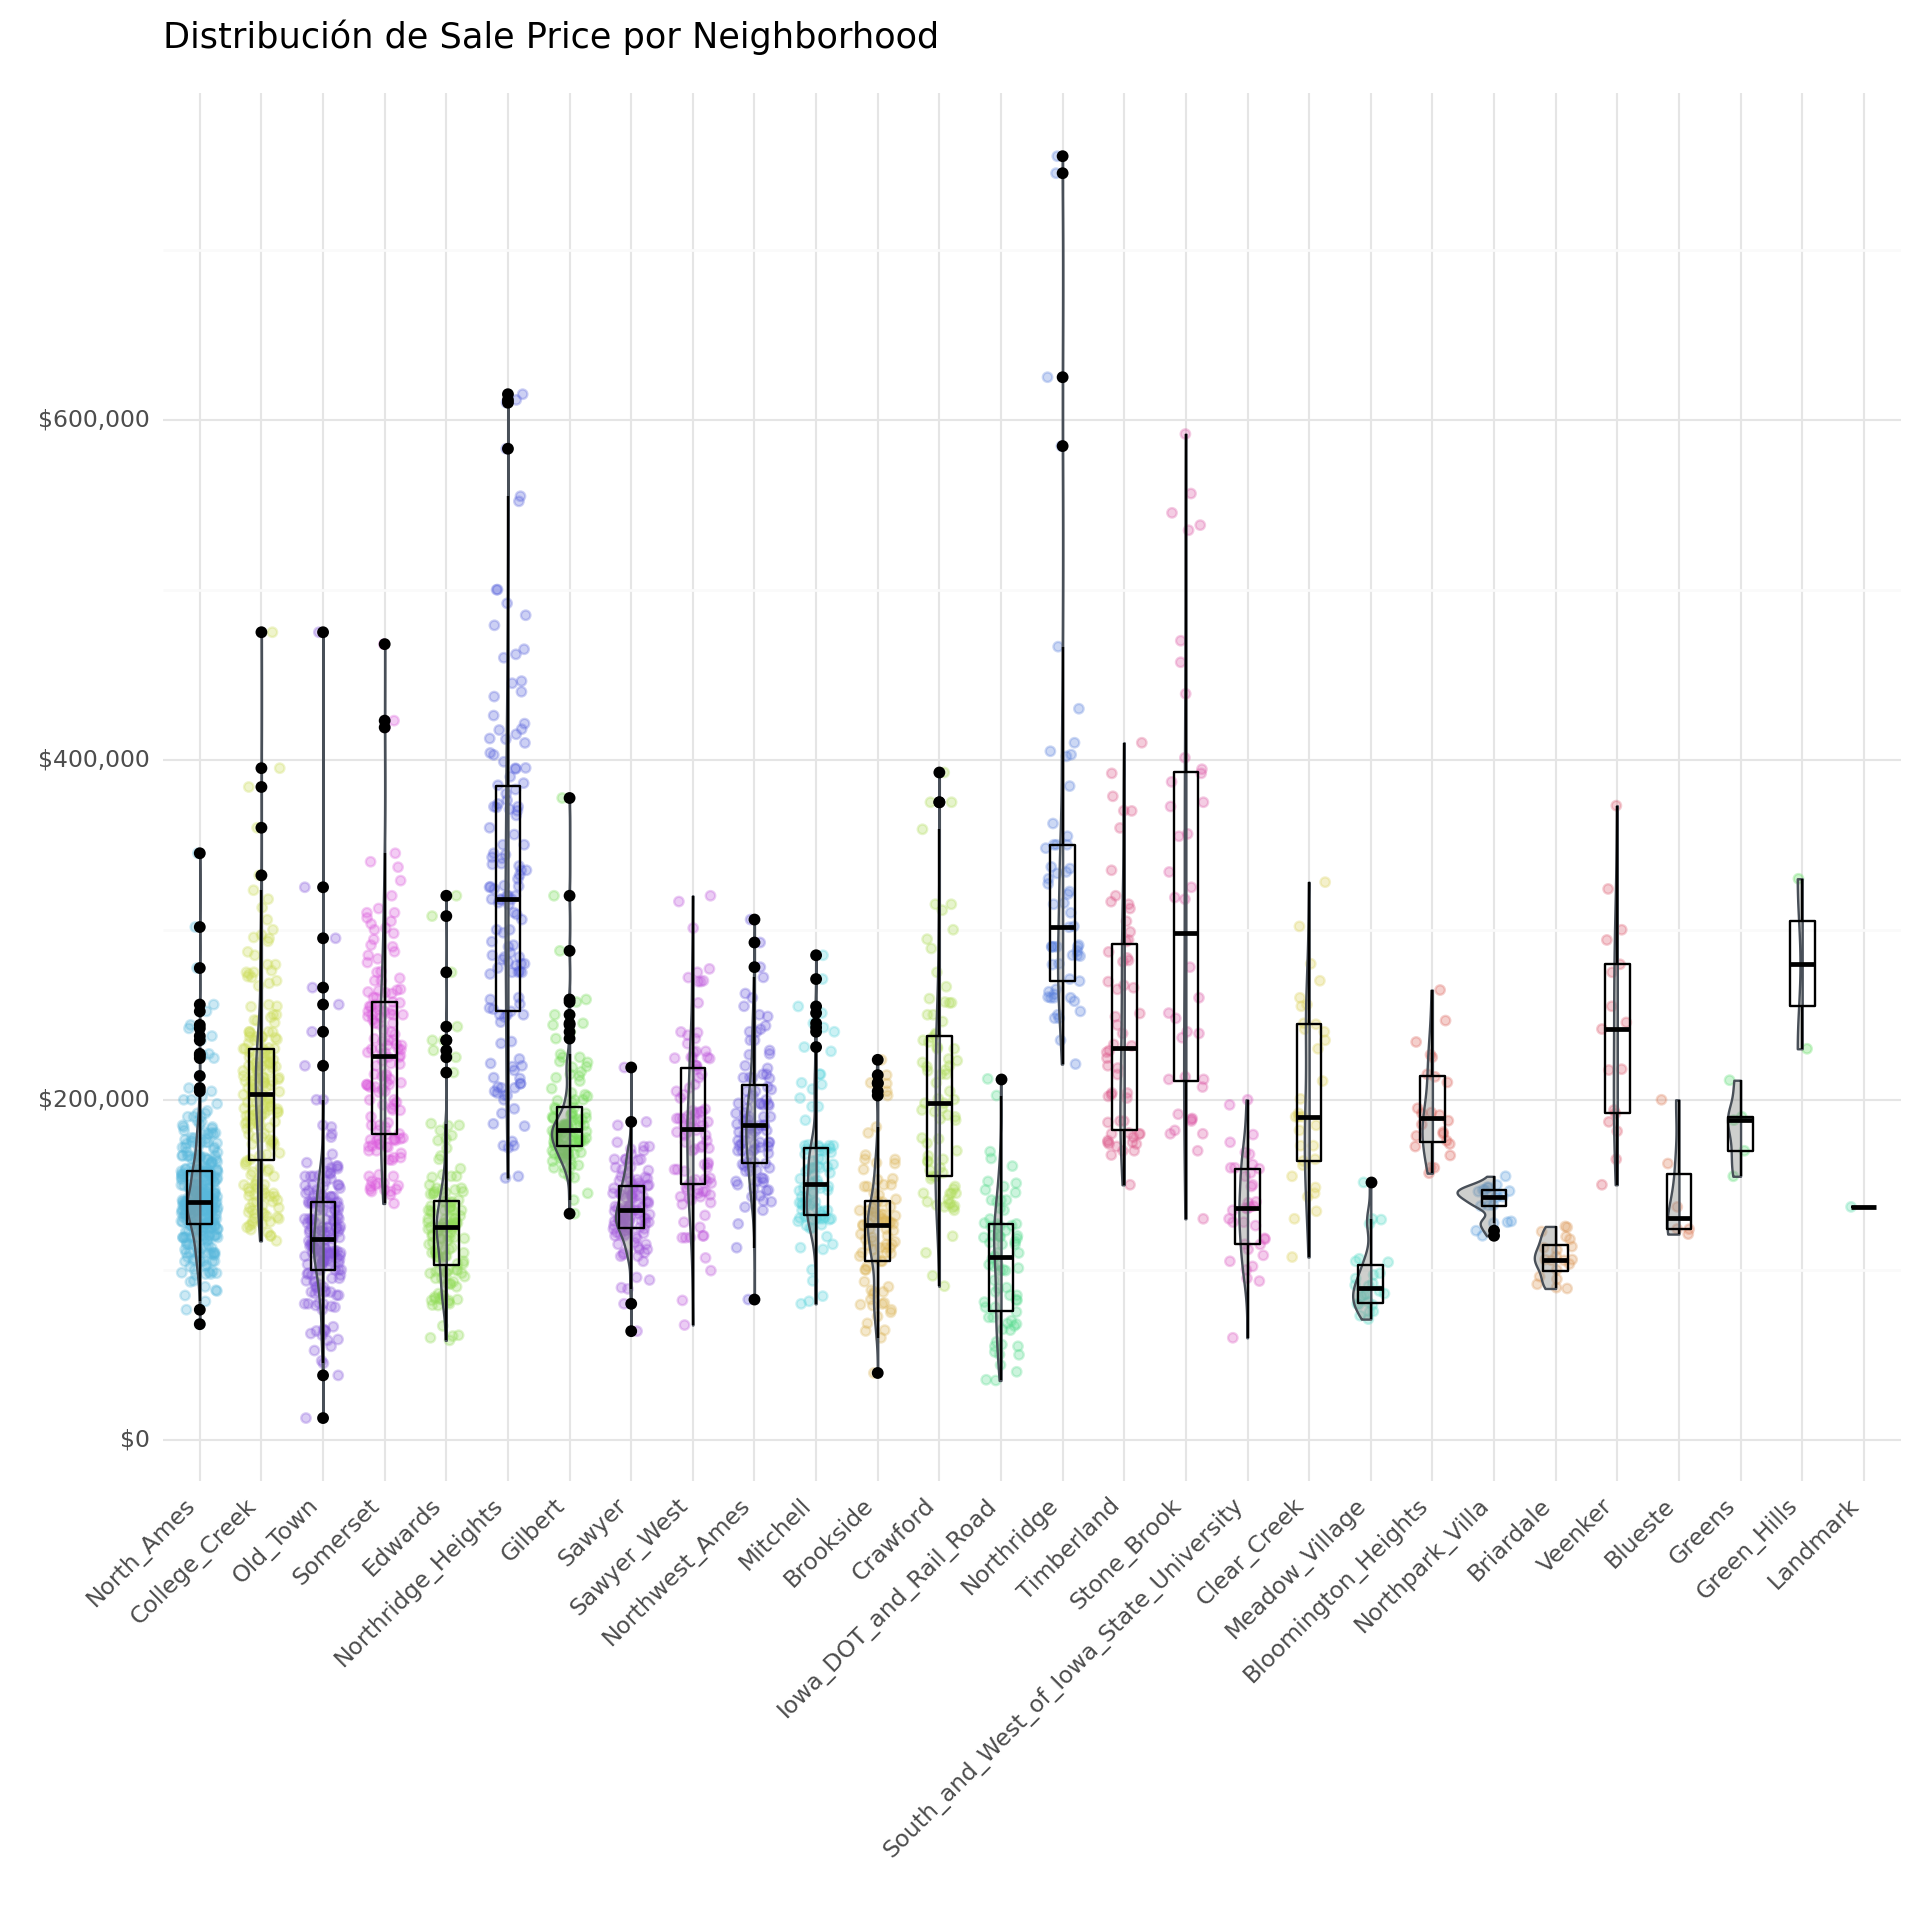 Distribución de Sale Price por Neighborhood
$600,000
$400,000
$200,000
$0
North_Ames
College_Creek
Old_Town
Somerset
Edwards
Northridge_Heights
Gilbert
Sawyer
Sawyer_West
Northwest_Ames
Mitchell
Brookside
Crawford
Iowa_DOT_and_Rail_Road
Northridge
Timberland
Stone_Brook
South_and_West_of_Iowa_State_University
Clear_Creek
Meadow_Village
Bloomington_Heights
Northpark_Villa
Briardale
Veenker
Blueste
Greens
Green_Hills
Landmark